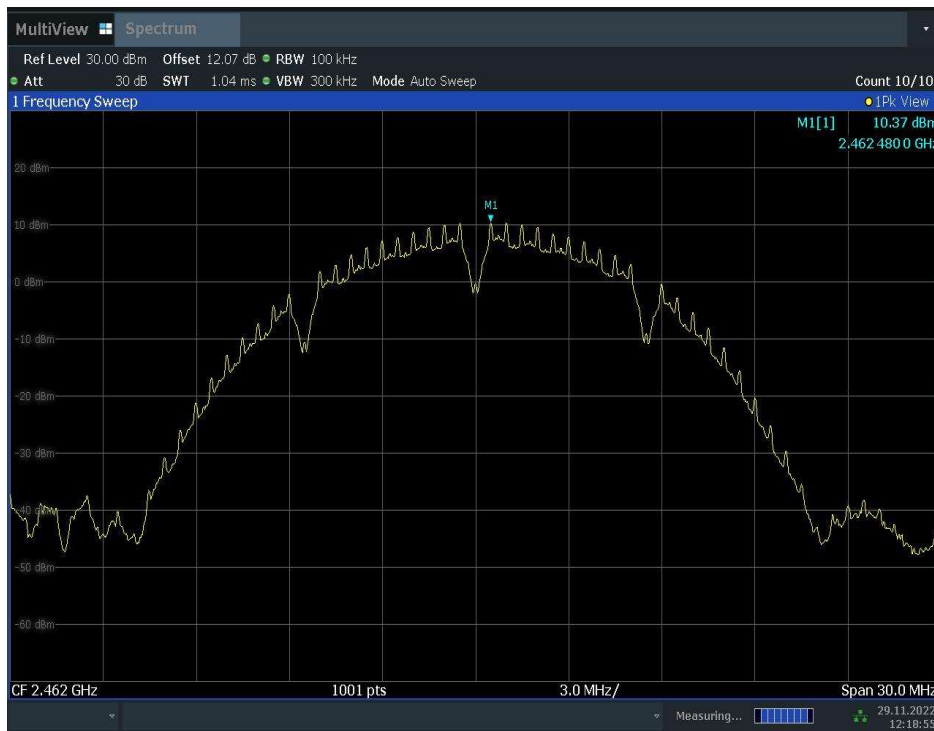 MultiView Spectrum
Ref Level 30.00 dBm Offset 12.07 dB RBW 100 kHz
Att 30 dB SWT 1.04 ms VBW 300 kHz Mode Auto Sweep Count 10/10
1 Frequency Sweep 1Pk View
M1[1] 10.37 dBm
2.462 480 0 GHz
20 dBm
M1
10 dBm
0 dBm
-10 dBm
-20 dBm
-30 dBm
-40 dBm
-50 dBm
-60 dBm
CF 2.462 GHz 1001 pts 3.0 MHz/ Span 30.0 MHz
Measuring... 29.11.2022
12:18:55